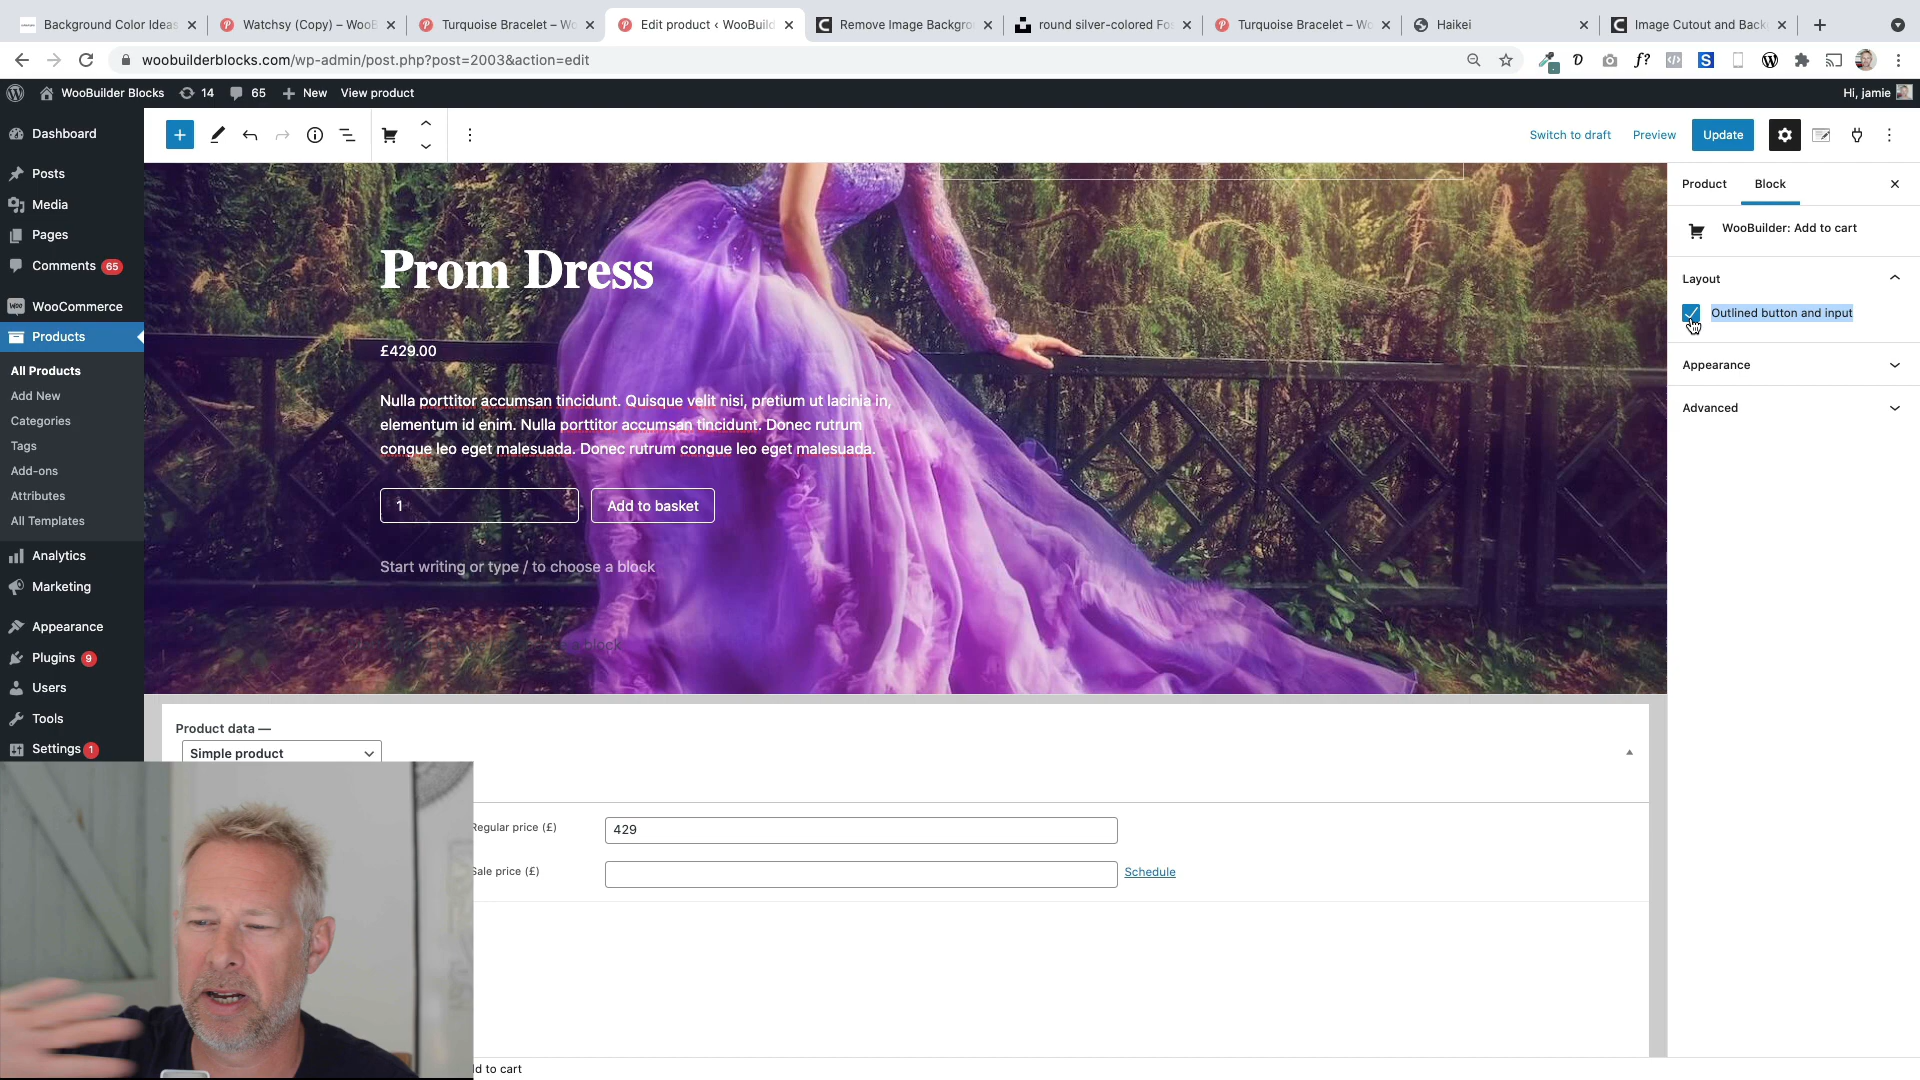 Background Color Ideas
Watchsy (Copy) – WooB
Turquoise Bracelet – Wo
Edit product ‹ WooBuild
Remove Image Backgro
round silver-colored Fos
Turquoise Bracelet – Wo
Haikei
Image Cutout and Back
woobuilderblocks.com/wp-admin/post.php?post=2003&action=edit
WooBuilder Blocks
14
65
New
View product
Hi, jamie
Dashboard
Posts
Media
Pages
Comments 65
WooCommerce
Products
All Products
Add New
Categories
Tags
Add-ons
Attributes
All Templates
Analytics
Marketing
Appearance
Plugins 9
Users
Tools
Settings 1
Switch to draft
Preview
Update
Prom Dress
£429.00
Nulla porttitor accumsan tincidunt. Quisque velit nisi, pretium ut lacinia in,
elementum id enim. Nulla porttitor accumsan tincidunt. Donec rutrum
congue leo eget malesuada. Donec rutrum congue leo eget malesuada.
1
Add to basket
Start writing or type / to choose a block
block
Product
Block
WooBuilder: Add to cart
Layout
Outlined button and input
Appearance
Advanced
Product data —
Simple product
Regular price (£)
429
Sale price (£)
Schedule
dd to cart